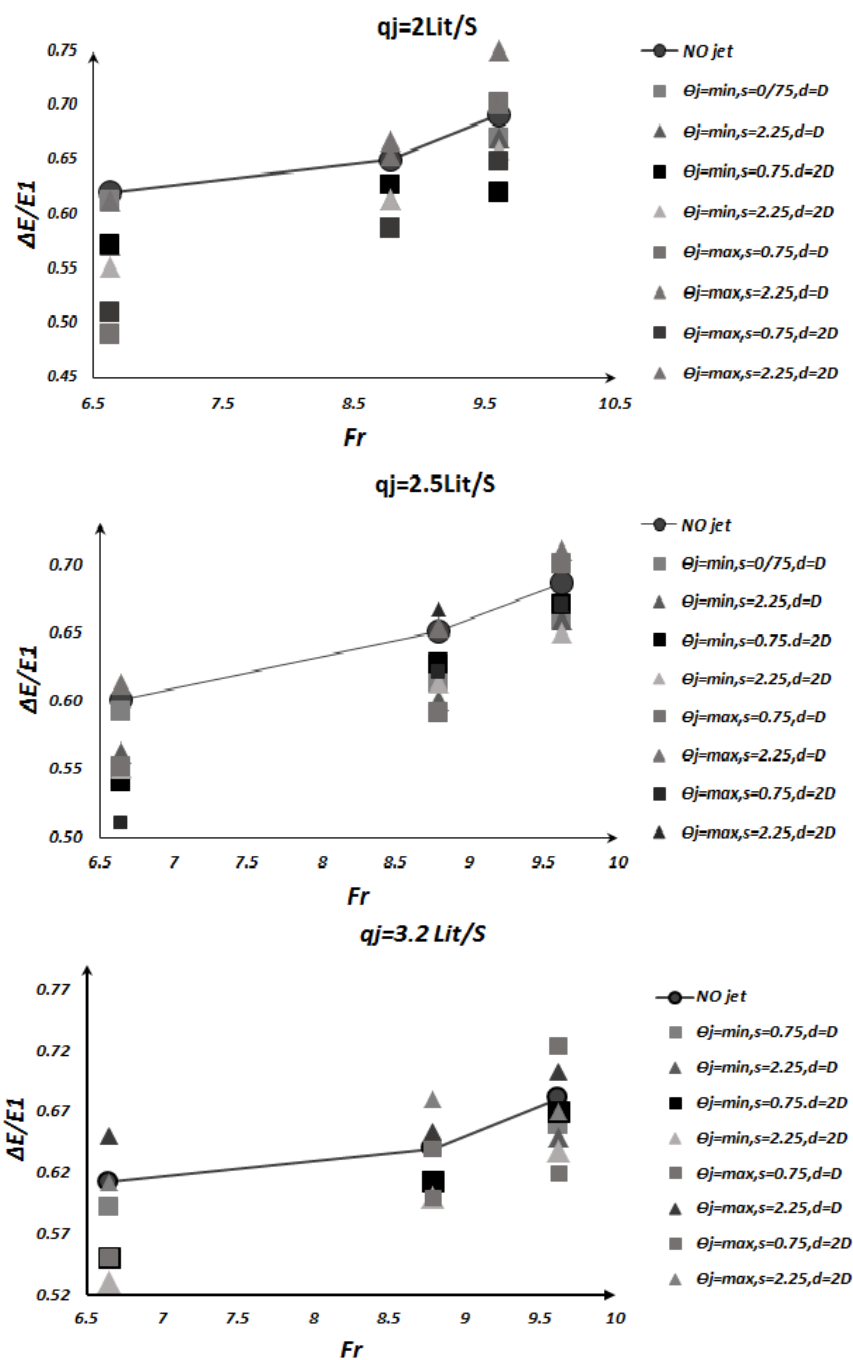 qj=2Lit/S
0.75
0.70
0.65
0.60
0.55
0.50
0.45
ΔE/E1
6.5
7.5
8.5
9.5
10.5
Fr
NO jet
ϴj=min,s=0/75,d=D
ϴj=min,s=2.25,d=D
ϴj=min,s=0.75.d=2D
ϴj=min,s=2.25,d=2D
ϴj=max,s=0.75,d=D
ϴj=max,s=2.25,d=D
ϴj=max,s=0.75,d=2D
ϴj=max,s=2.25,d=2D
qj=2.5Lit/S
0.70
0.65
0.60
0.55
0.50
ΔE/E1
6.5
7
7.5
8
8.5
9
9.5
10
Fr
NO jet
ϴj=min,s=0/75,d=D
ϴj=min,s=2.25,d=D
ϴj=min,s=0.75.d=2D
ϴj=min,s=2.25,d=2D
ϴj=max,s=0.75,d=D
ϴj=max,s=2.25,d=D
ϴj=max,s=0.75,d=2D
ϴj=max,s=2.25,d=2D
qj=3.2 Lit/S
0.77
0.72
0.67
0.62
0.57
0.52
ΔE/E1
6.5
7
7.5
8
8.5
9
9.5
10
Fr
NO jet
ϴj=min,s=0.75,d=D
ϴj=min,s=2.25,d=D
ϴj=min,s=0.75.d=2D
ϴj=min,s=2.25,d=2D
ϴj=max,s=0.75,d=D
ϴj=max,s=2.25,d=D
ϴj=max,s=0.75,d=2D
ϴj=max,s=2.25,d=2D